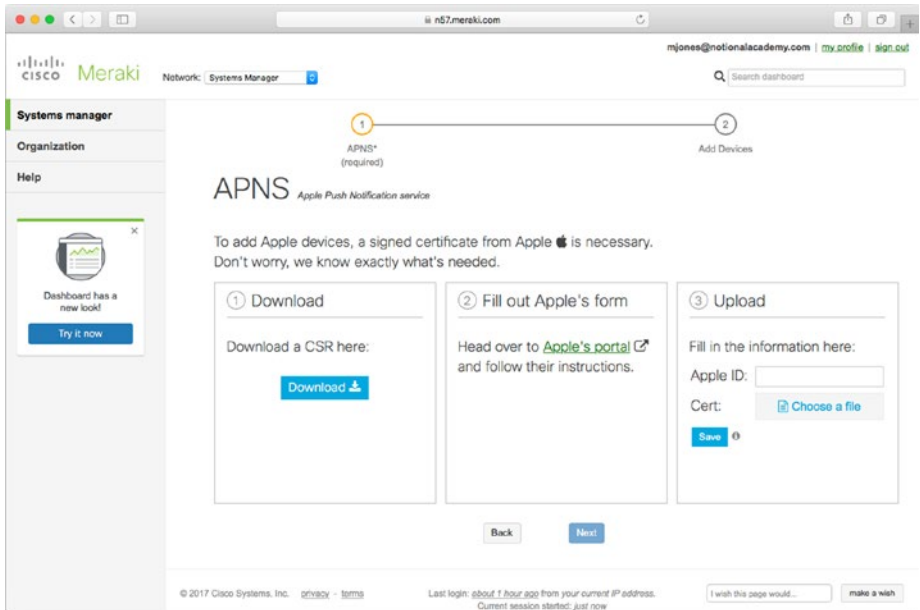 n57.meraki.com
mjones@notionalacademy.com | my profile | sign out
CISCO Meraki
Network: Systems Manager
Search dashboard
Systems manager
Organization
Help
1
2
APNS*
(required)
Add Devices
APNS Apple Push Notification service
To add Apple devices, a signed certificate from Apple is necessary.
Don't worry, we know exactly what's needed.
Dashboard has a
new look!
Try it now
1 Download
Download a CSR here:
Download
2 Fill out Apple's form
Head over to Apple's portal
and follow their instructions.
3 Upload
Fill in the information here:
Apple ID:
Cert: Choose a file
Save
Back
Next
© 2017 Cisco Systems, Inc. privacy - terms
Last login: about 1 hour ago from your current IP address.
Current session started: just now
I wish this page would...
make a wish